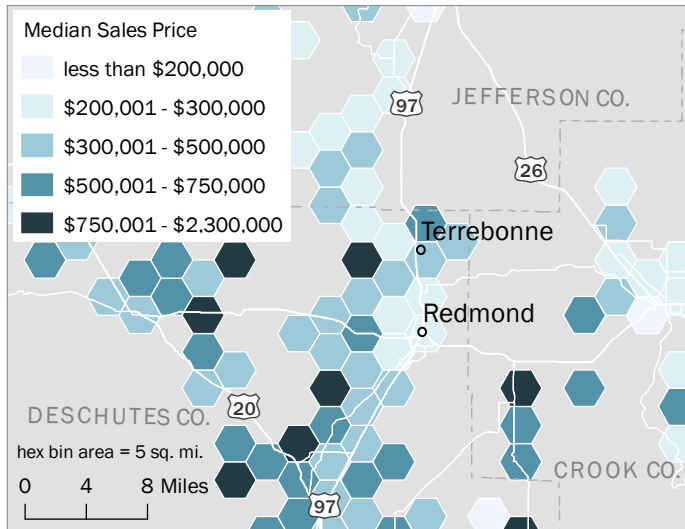 Median Sales Price
less than $200,000
$200,001 - $300,000
$300,001 - $500,000
$500,001 - $750,000
$750,001 - $2,300,000
97
JEFFERSON CO.
26
Terrebonne
Redmond
20
DESCHUTES CO.
hex bin area = 5 sq. mi.
CROOK CO.
0 4 8 Miles
97